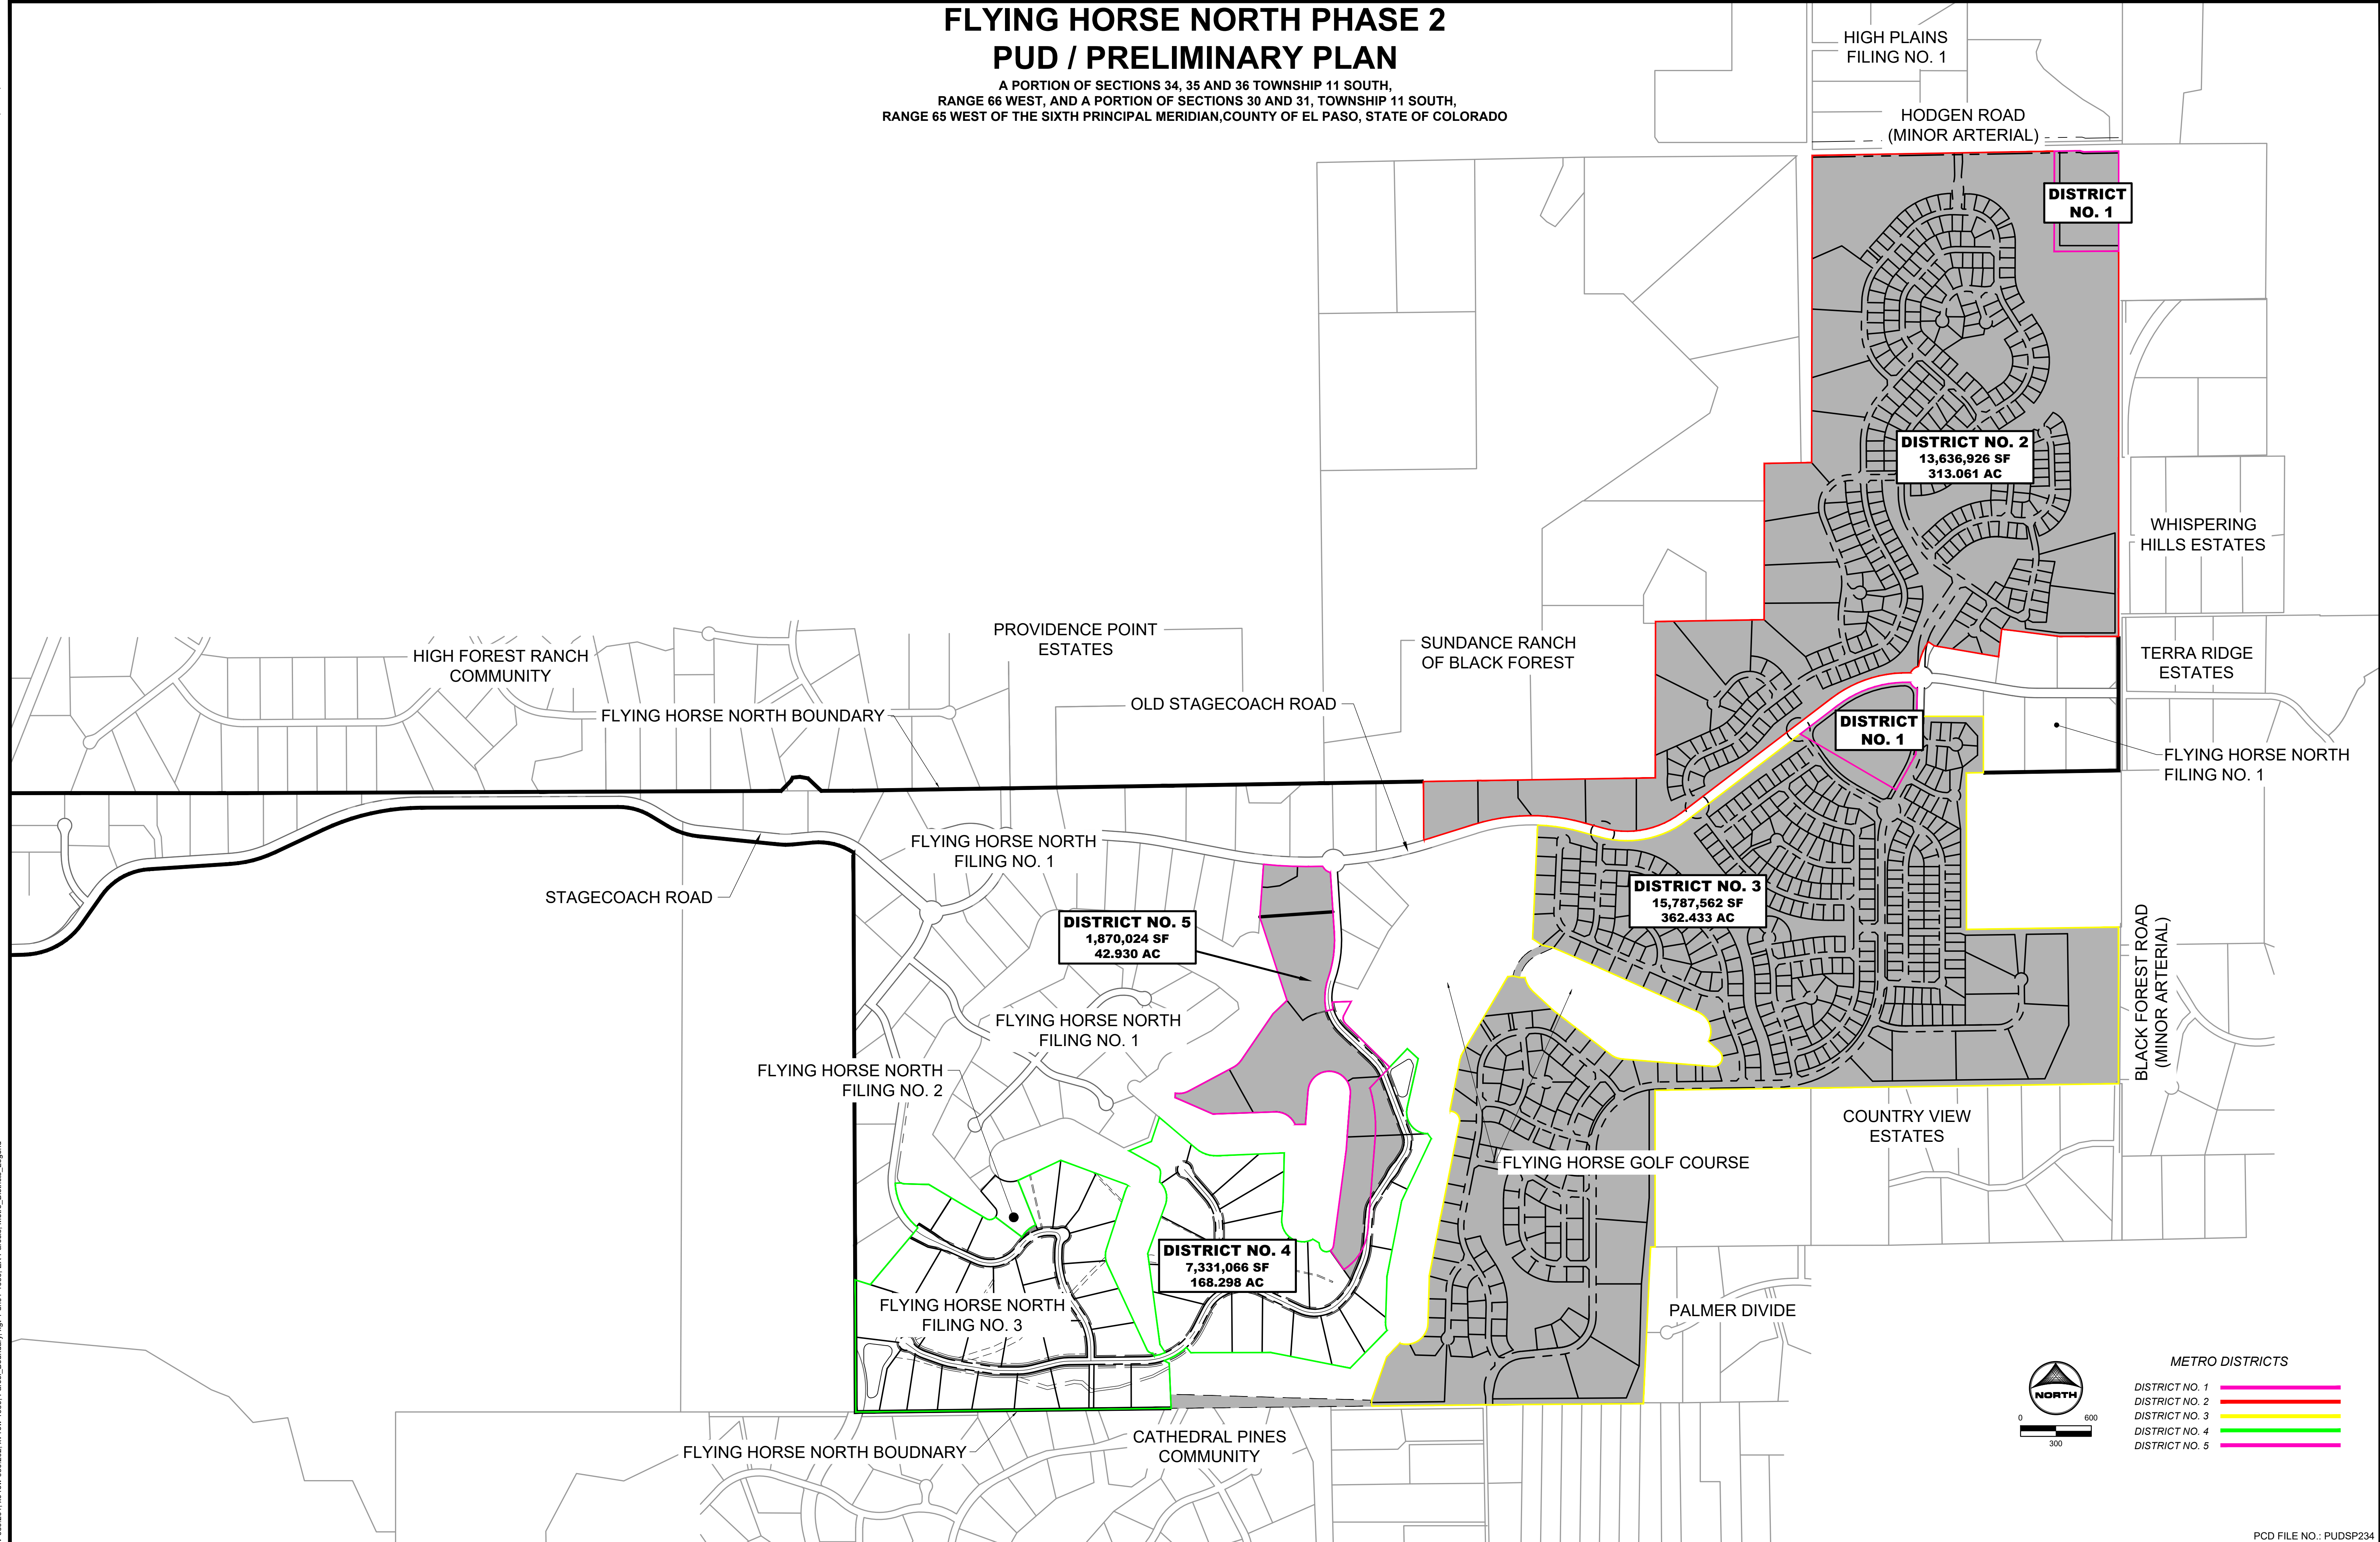 FLYING HORSE NORTH PHASE 2
PUD / PRELIMINARY PLAN
A PORTION OF SECTIONS 34, 35 AND 36 TOWNSHIP 11 SOUTH,
RANGE 66 WEST, AND A PORTION OF SECTIONS 30 AND 31, TOWNSHIP 11 SOUTH,
RANGE 65 WEST OF THE SIXTH PRINCIPAL MERIDIAN,COUNTY OF EL PASO, STATE OF COLORADO
HIGH PLAINS
FILING NO. 1
HODGEN ROAD
(MINOR ARTERIAL)
DISTRICT
NO. 1
DISTRICT NO. 2
13,636,926 SF
313.061 AC
WHISPERING
HILLS ESTATES
PROVIDENCE POINT
ESTATES
HIGH FOREST RANCH
COMMUNITY
SUNDANCE RANCH
OF BLACK FOREST
TERRA RIDGE
ESTATES
OLD STAGECOACH ROAD
FLYING HORSE NORTH BOUNDARY
DISTRICT
NO. 1
FLYING HORSE NORTH
FILING NO. 1
FLYING HORSE NORTH
FILING NO. 1
STAGECOACH ROAD
DISTRICT NO. 3
15,787,562 SF
362.433 AC
DISTRICT NO. 5
1,870,024 SF
42.930 AC
BLACK FOREST ROAD
(MINOR ARTERIAL)
FLYING HORSE NORTH
FILING NO. 1
FLYING HORSE NORTH
FILING NO. 2
COUNTRY VIEW
ESTATES
FLYING HORSE GOLF COURSE
DISTRICT NO. 4
7,331,066 SF
168.298 AC
FLYING HORSE NORTH
FILING NO. 3
PALMER DIVIDE
FLYING HORSE NORTH BOUDNARY
CATHEDRAL PINES
COMMUNITY
NORTH
0 600
300
METRO DISTRICTS
DISTRICT NO. 1
DISTRICT NO. 2
DISTRICT NO. 3
DISTRICT NO. 4
DISTRICT NO. 5
PCD FILE NO.: PUDSP234